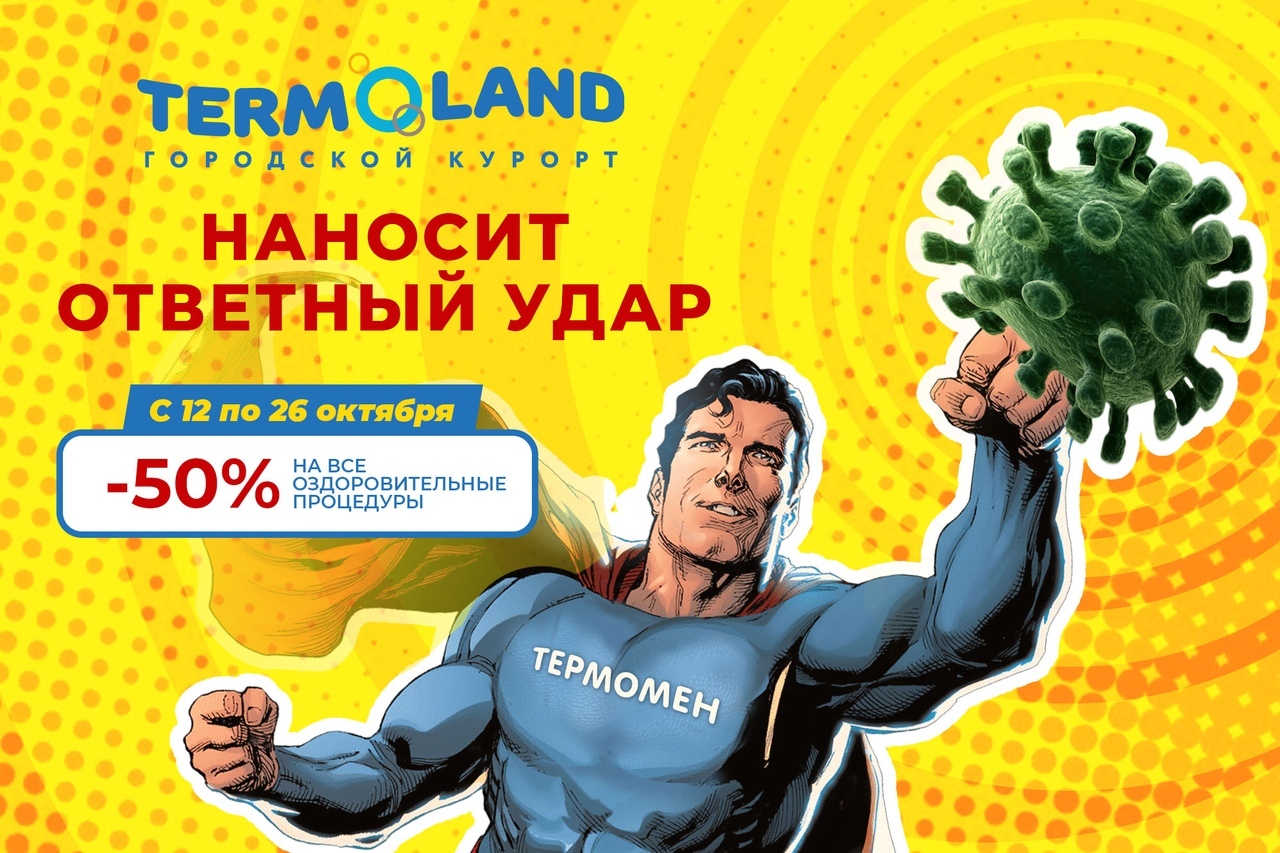 TERMOLAND
ГОРОДСКОЙ КУРОРТ
НАНОСИТ
ОТВЕТНЫЙ УДАР
С 12 по 26 октября
-50%
НА ВСЕ
ОЗДОРОВИТЕЛЬНЫЕ
ПРОЦЕДУРЫ
ТЕРМОМЕН